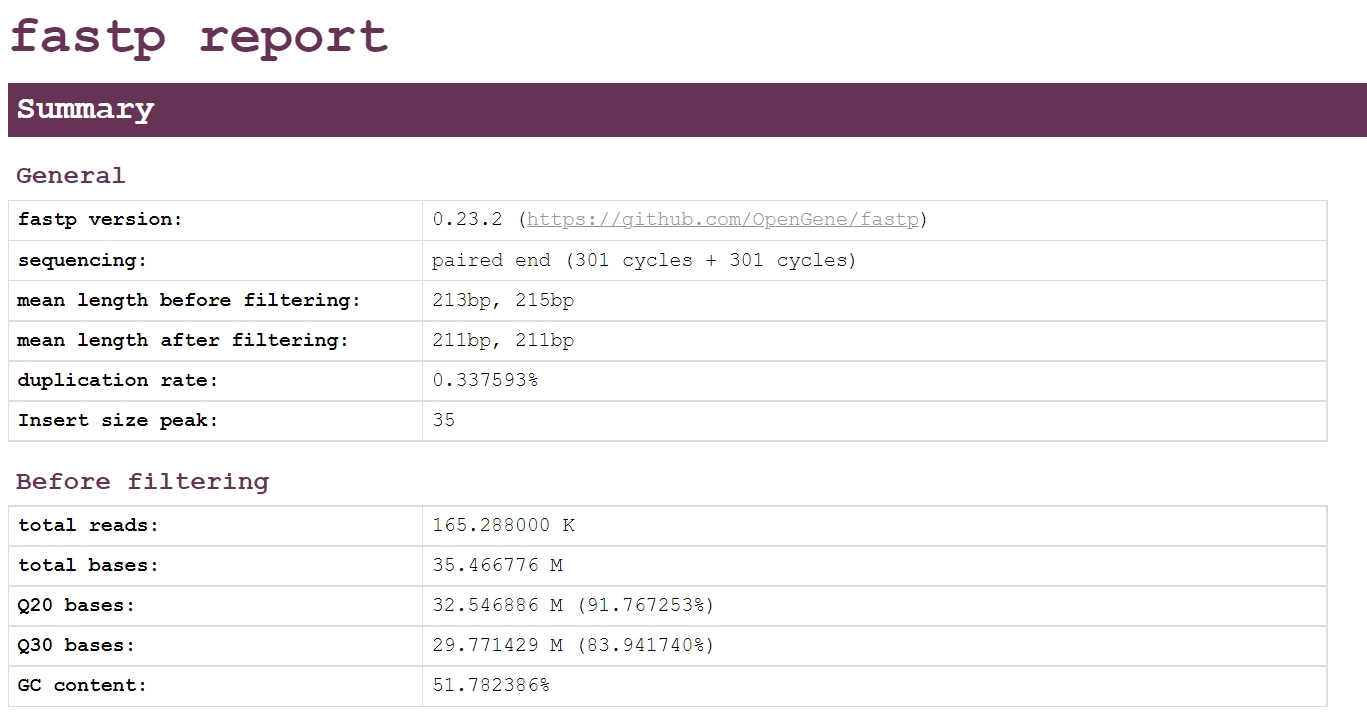 fastp report
Summary
General
fastp version: 0.23.2 (https://github.com/OpenGene/fastp)
sequencing: paired end (301 cycles + 301 cycles)
mean length before filtering: 213bp, 215bp
mean length after filtering: 211bp, 211bp
duplication rate: 0.337593%
Insert size peak: 35
Before filtering
total reads: 165.288000 K
total bases: 35.466776 M
Q20 bases: 32.546886 M (91.767253%)
Q30 bases: 29.771429 M (83.941740%)
GC content: 51.782386%